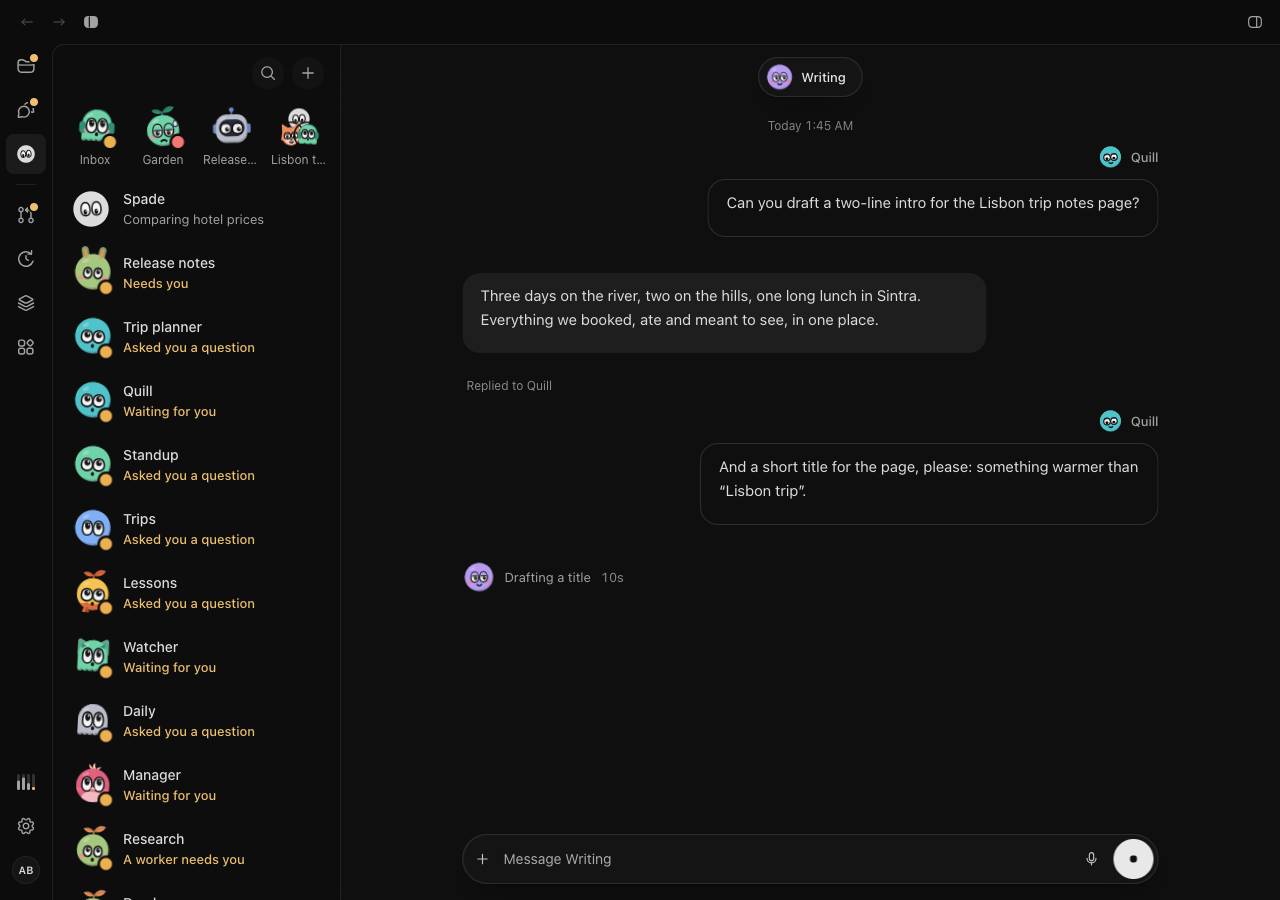 Inbox
Garden
Release...
Lisbon t...
Spade
Comparing hotel prices
Release notes
Needs you
Trip planner
Asked you a question
Quill
Waiting for you
Standup
Asked you a question
Trips
Asked you a question
Lessons
Asked you a question
Watcher
Waiting for you
Daily
Asked you a question
Manager
Waiting for you
Research
A worker needs you
AB
Writing
Today 1:45 AM
Quill
Can you draft a two-line intro for the Lisbon trip notes page?
Three days on the river, two on the hills, one long lunch in Sintra.
Everything we booked, ate and meant to see, in one place.
Replied to Quill
Quill
And a short title for the page, please: something warmer than
“Lisbon trip”.
Drafting a title 10s
Message Writing